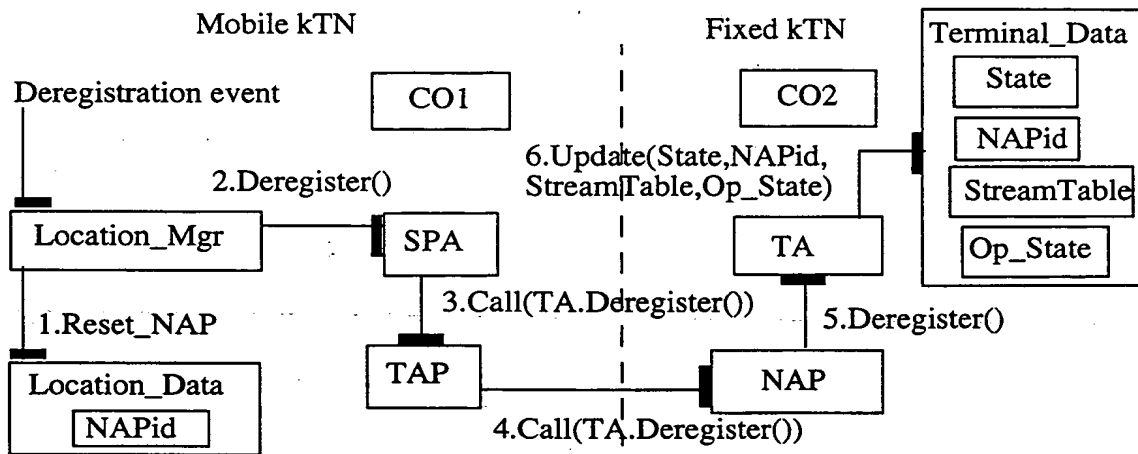 Mobile kTN
Fixed kTN
Terminal_Data
State
NAPid
StreamTable
Op_State
Deregistration event
CO1
CO2
6.Update(State,NAPid,
StreamTable,Op_State)
2.Deregister()
Location_Mgr
SPA
TA
3.Call(TA.Deregister())
5.Deregister()
1.Reset_NAP
Location_Data
NAPid
TAP
NAP
4.Call(TA.Deregister())